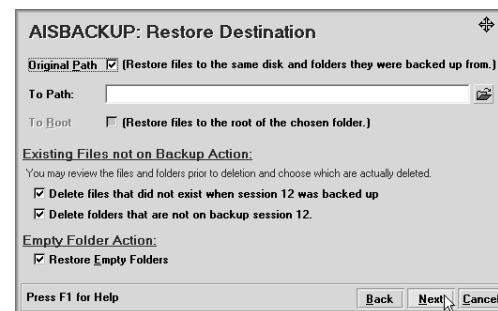 AISBACKUP: Restore Destination
Original Path (Restore files to the same disk and folders they were backed up from.)
To Path:
To Root (Restore files to the root of the chosen folder.)
Existing Files not on Backup Action:
You may review the files and folders prior to deletion and choose which are actually deleted.
Delete files that did not exist when session 12 was backed up
Delete folders that are not on backup session 12.
Empty Folder Action:
Restore Empty Folders
Press F1 for Help Back Next Cancel